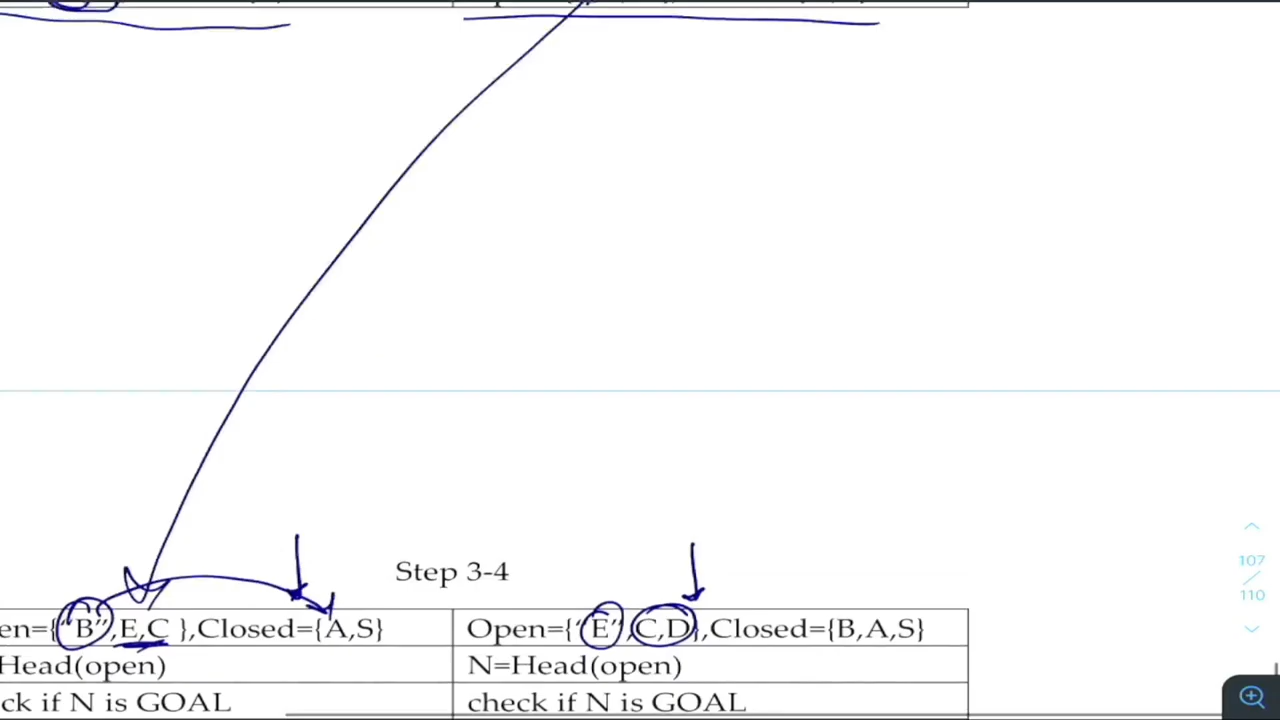 107
/
110
Step 3-4
en={"B",E,C },Closed={A,S}
Open={"E",C,D},Closed={B,A,S}
Head(open)
N=Head(open)
ck if N is GOAL
check if N is GOAL